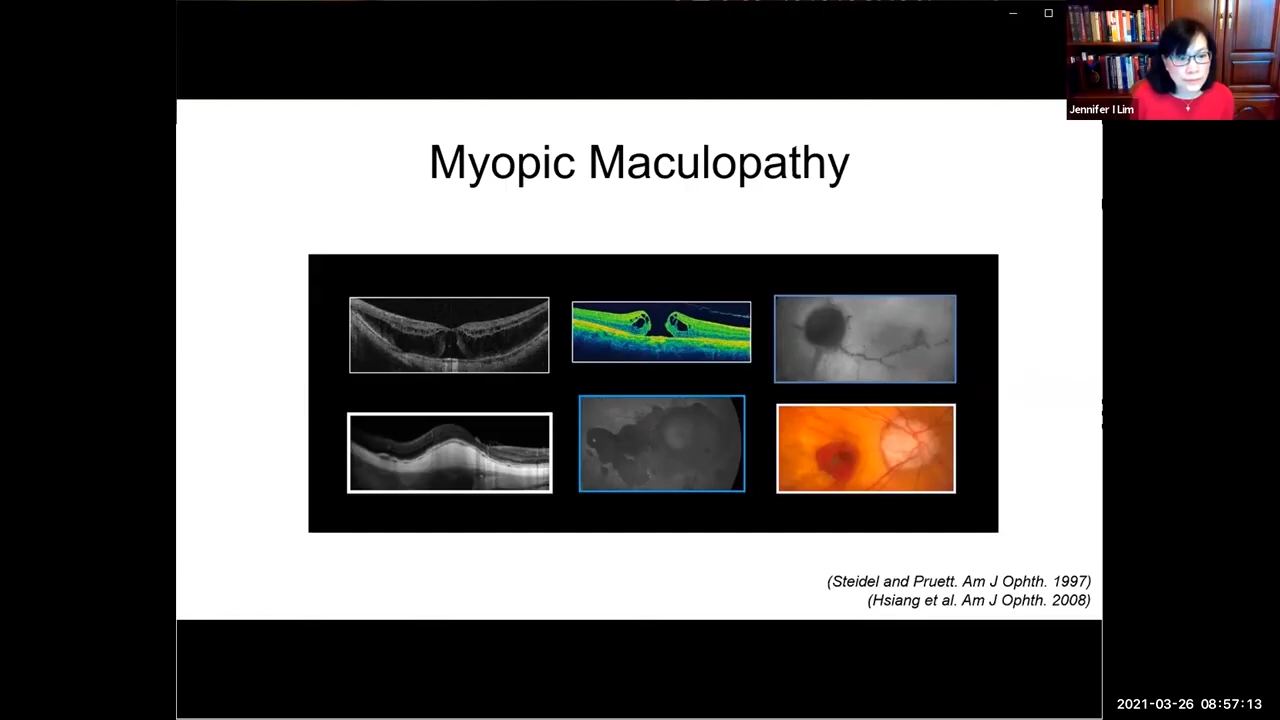 Jennifer I Lim
Myopic Maculopathy
(Steidel and Pruett. Am J Ophth. 1997)
(Hsiang et al. Am J Ophth. 2008)
2021-03-26 08:57:13